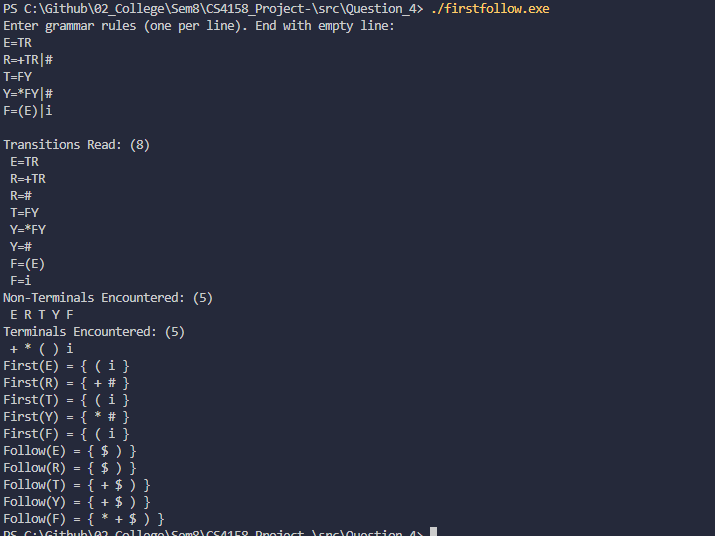 PS C:\Github\02_College\Sem8\CS4158_Project-\src\Question_4> ./firstfollow.exe
Enter grammar rules (one per line). End with empty line:
E=TR
R=+TR|#
T=FY
Y=*FY|#
F=(E)|i

Transitions Read: (8)
 E=TR
 R=+TR
 R=#
 T=FY
 Y=*FY
 Y=#
 F=(E)
 F=i
Non-Terminals Encountered: (5)
 E R T Y F
Terminals Encountered: (5)
 + * ( ) i
First(E) = { ( i }
First(R) = { + # }
First(T) = { ( i }
First(Y) = { * # }
First(F) = { ( i }
Follow(E) = { $ ) }
Follow(R) = { $ ) }
Follow(T) = { + $ ) }
Follow(Y) = { + $ ) }
Follow(F) = { * + $ ) }
PS C:\Github\02_College\Sem8\CS4158_Project-\src\Question_4>